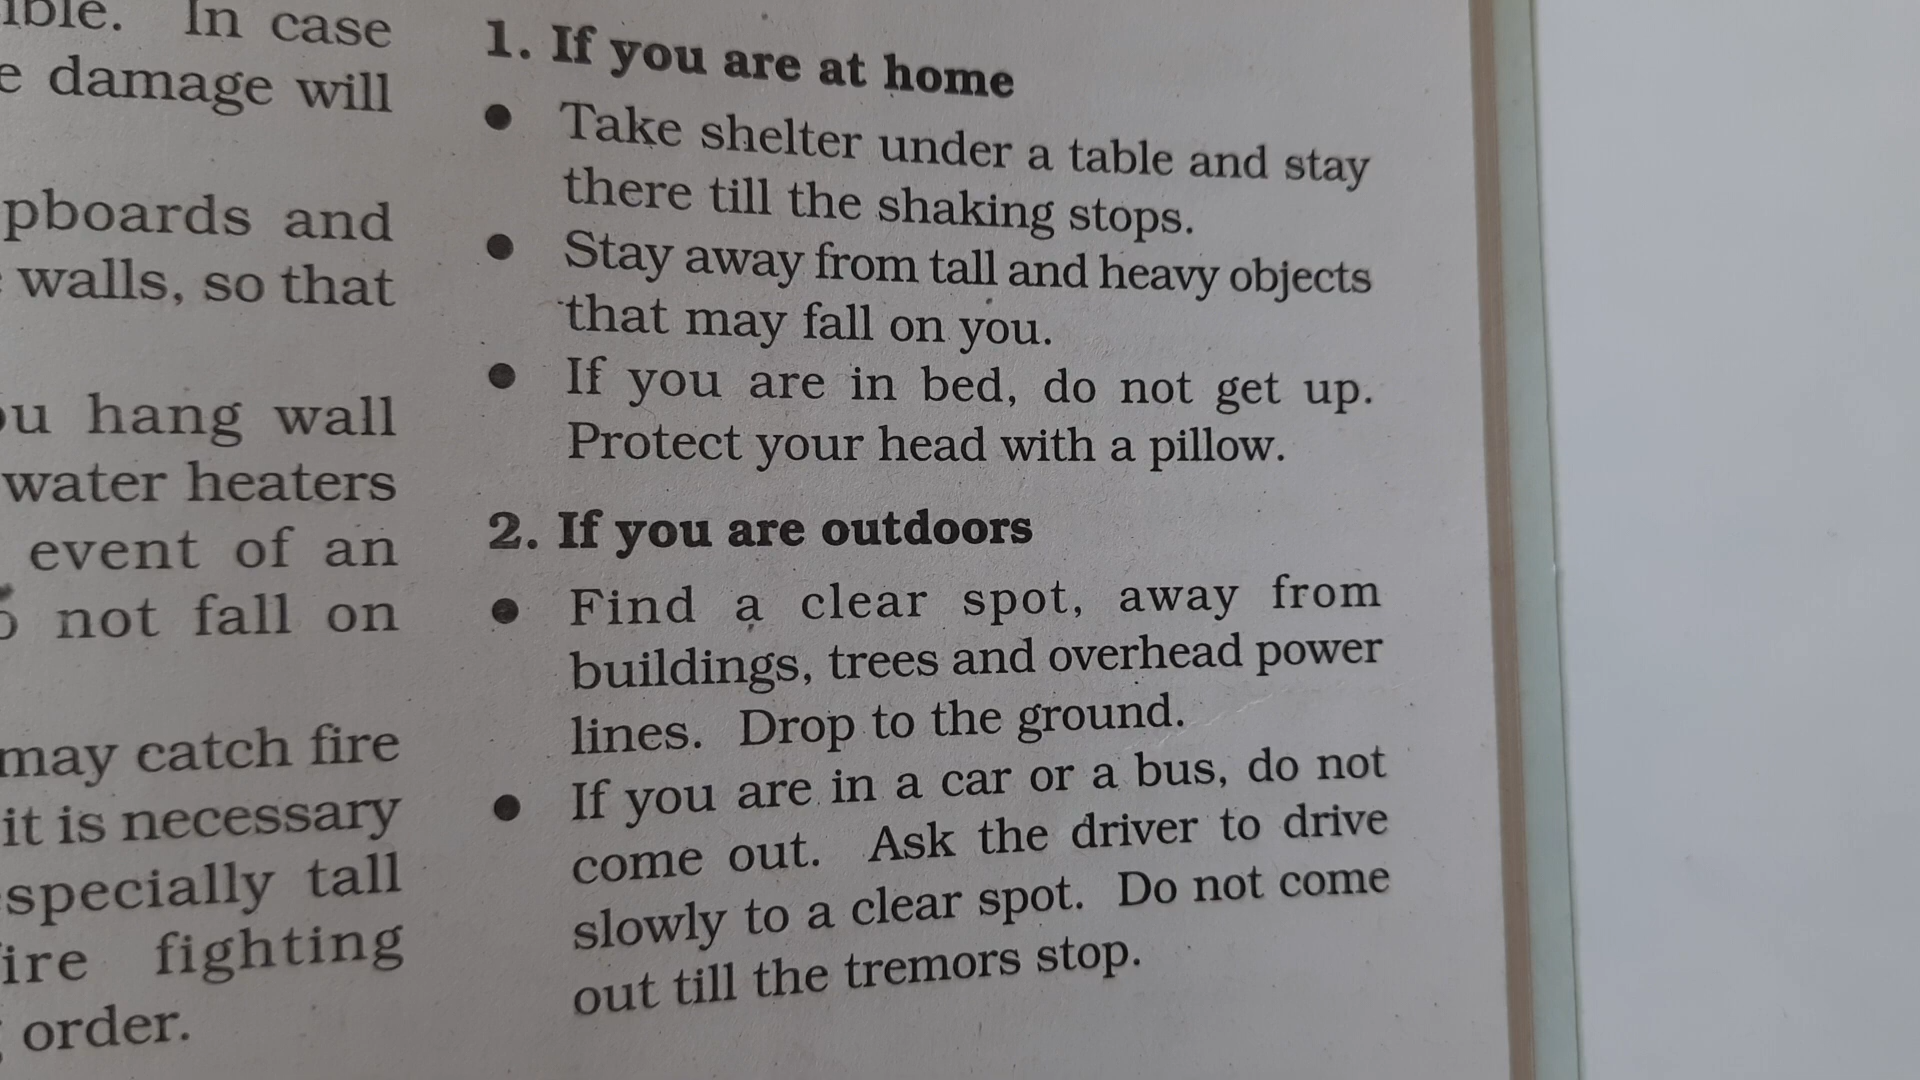 In case
damage will
and
walls, so that
hang wall
water heaters
event of an
not fall on
may catch fire
it is necessary
tall
fighting
order.
1. If you are at home
● Take shelter under a table and stay
there till the shaking stops.
● Stay away from tall and heavy objects
that may fall on you.
● If you are in bed, do not get up.
Protect your head with a pillow.
2. If you are outdoors
● Find a clear spot, away from
buildings, trees and overhead power
lines. Drop to the ground.
● If you are in a car or a bus, do not
come out. Ask the driver to drive
slowly to a clear spot. Do not come
out till the tremors stop.